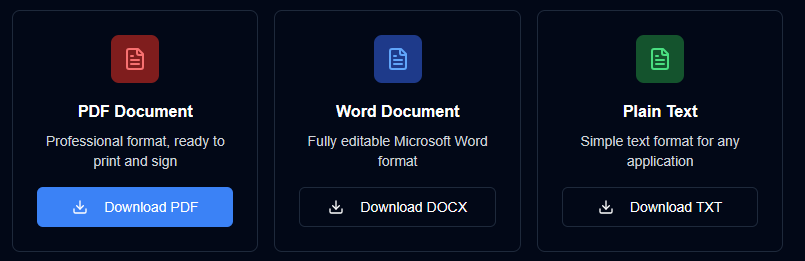 PDF Document
Professional format, ready to
print and sign
Download PDF
Word Document
Fully editable Microsoft Word
format
Download DOCX
Plain Text
Simple text format for any
application
Download TXT